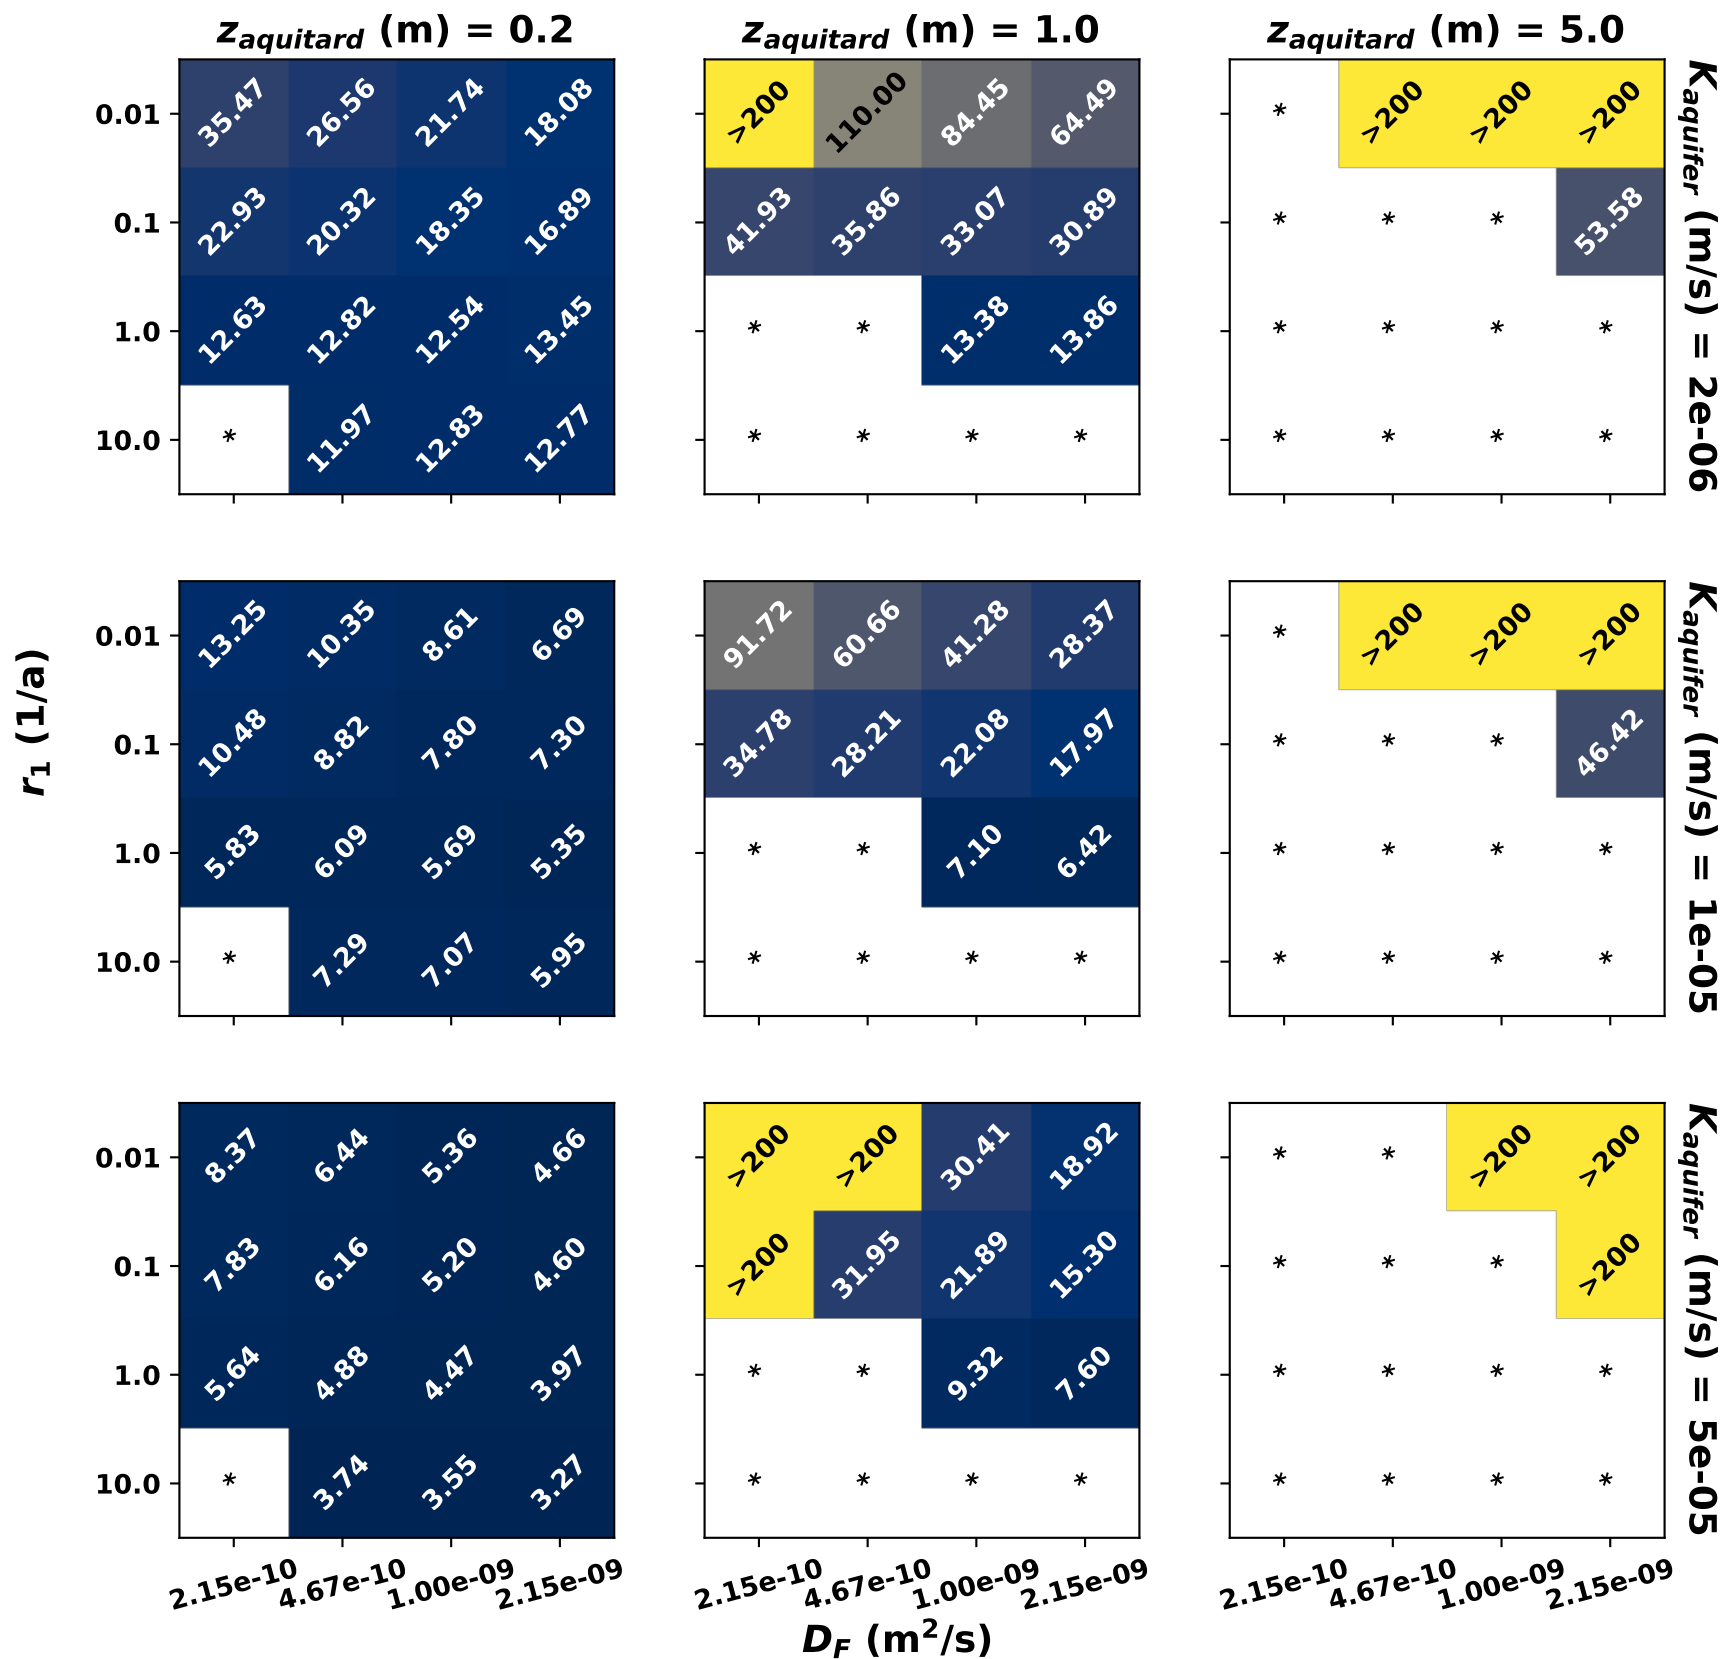 z_aquitard (m) = 0.2 z_aquitard (m) = 1.0 z_aquitard (m) = 5.0
0.01 35.47 26.56 21.74 18.08 >200 110.00 84.45 64.49 * >200 >200 >200
0.1 22.93 20.32 18.35 16.89 41.93 35.86 33.07 30.89 * * * 53.58
1.0 12.63 12.82 12.54 13.45 * * 13.38 13.86 * * * *
10.0 * 11.97 12.83 12.77 * * * * * * * *
K_aquifer (m/s) = 2e-06
0.01 13.25 10.35 8.61 6.69 91.72 60.66 41.28 28.37 * >200 >200 >200
0.1 10.48 8.82 7.80 7.30 34.78 28.21 22.08 17.97 * * * 46.42
1.0 5.83 6.09 5.69 5.35 * * 7.10 6.42 * * * *
10.0 * 7.29 7.07 5.95 * * * * * * * *
K_aquifer (m/s) = 1e-05
r₁ (1/a)
0.01 8.37 6.44 5.36 4.66 >200 >200 30.41 18.92 * * >200 >200
0.1 7.83 6.16 5.20 4.60 >200 31.95 21.89 15.30 * * * >200
1.0 5.64 4.88 4.47 3.97 * * 9.32 7.60 * * * *
10.0 * 3.74 3.55 3.27 * * * * * * * *
K_aquifer (m/s) = 5e-05
2.15e-10 4.67e-10 1.00e-09 2.15e-09 2.15e-10 4.67e-10 1.00e-09 2.15e-09 2.15e-10 4.67e-10 1.00e-09 2.15e-09
D_F (m²/s)